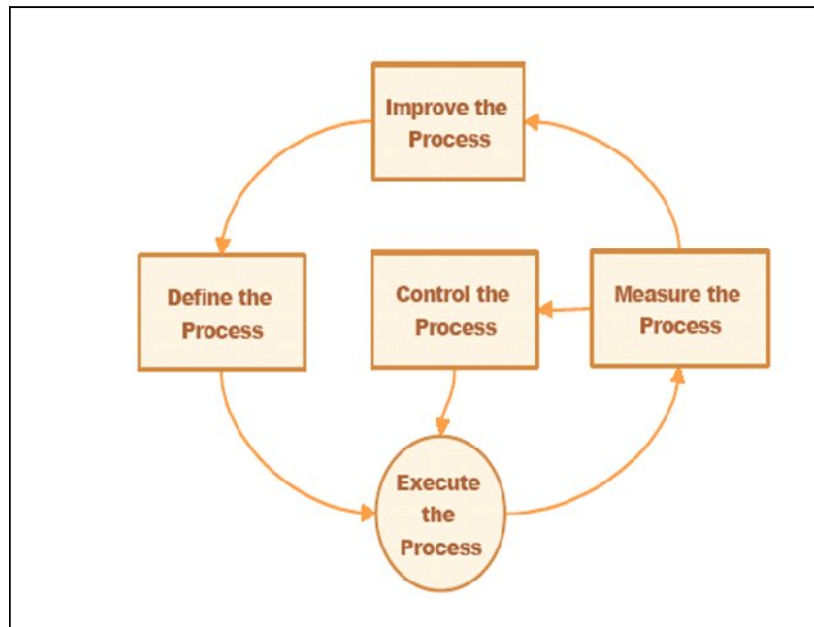 Improve the
Process
Define the
Process
Control the
Process
Measure the
Process
Execute
the
Process